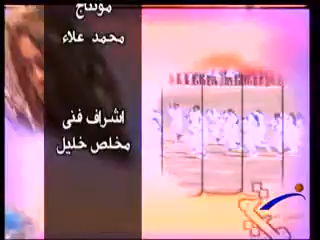 مونتاج
محمد علاء
اشراف فنى
مخلص خليل